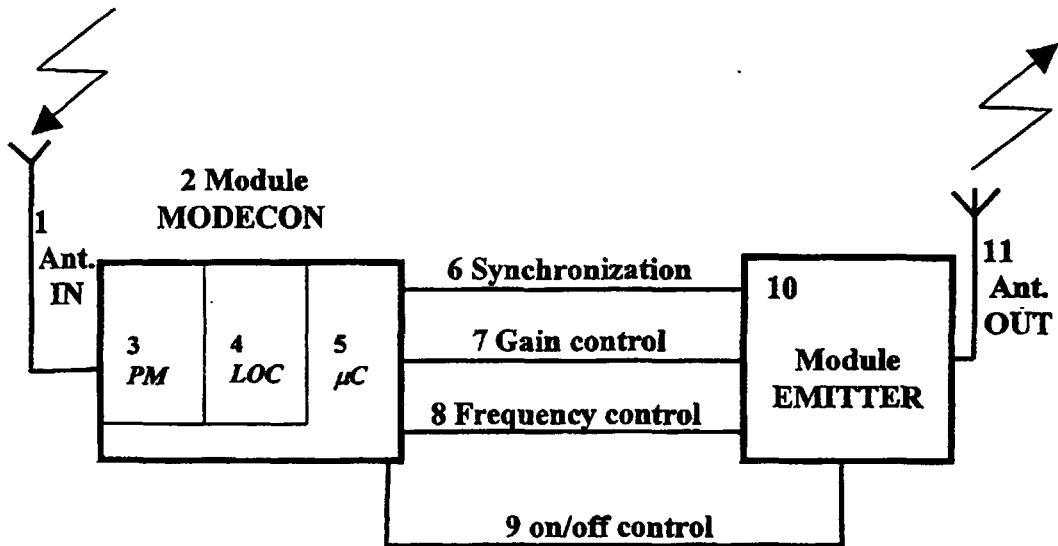 2 Module
MODECON
1
Ant.
IN
3
PM
4
LOC
5
μC
6 Synchronization
7 Gain control
8 Frequency control
9 on/off control
10
Module
EMITTER
11
Ant.
OUT